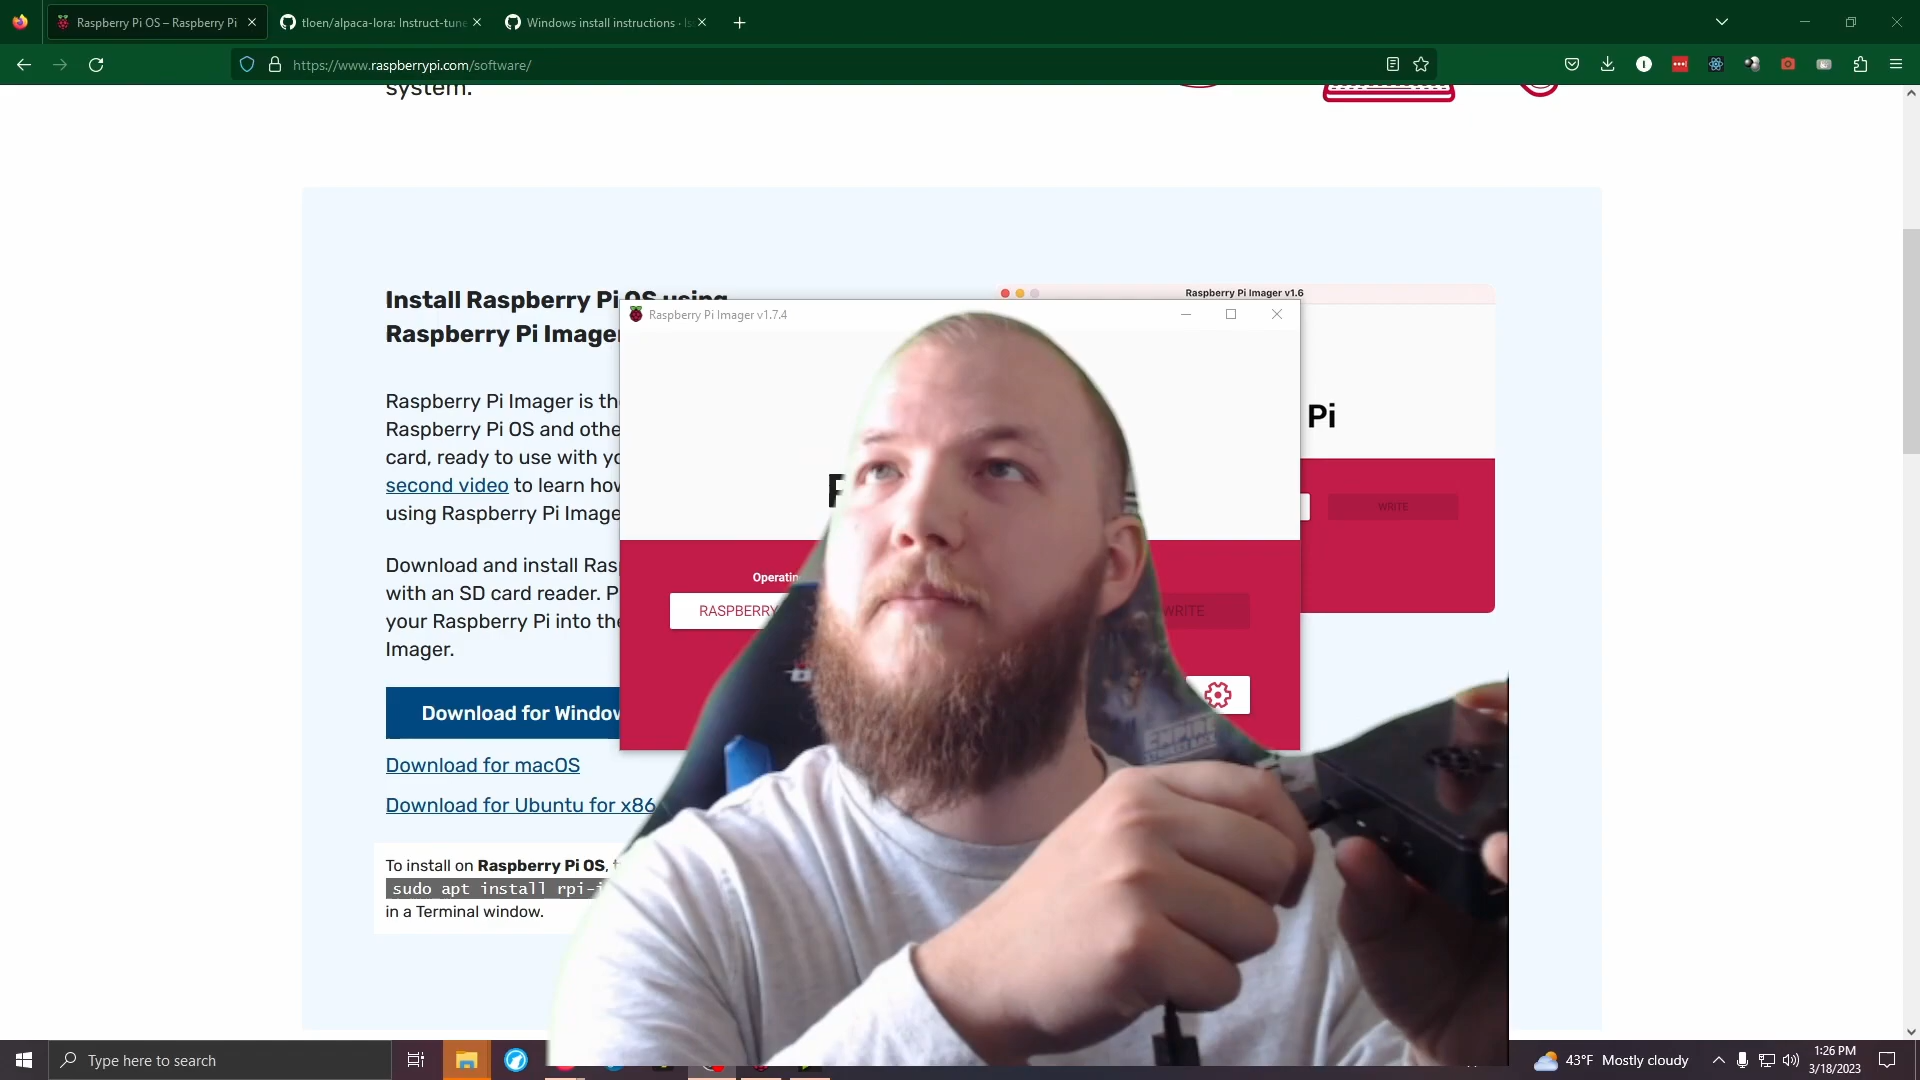 Raspberry Pi OS – Raspberry Pi
tloen/alpaca-lora: Instruct-tune
Windows install instructions ·
https://www.raspberrypi.com/software/
system.
Install Raspberry Pi OS using
Raspberry Pi Imager
Raspberry Pi Imager is the
Raspberry Pi OS and othe
card, ready to use with yo
second video to learn how
using Raspberry Pi Image
Download and install Rasp
with an SD card reader. P
your Raspberry Pi into the
Imager.
Download for Window
Download for macOS
Download for Ubuntu for x86
To install on Raspberry Pi OS, t
sudo apt install rpi-i
in a Terminal window.
Raspberry Pi Imager v1.6
Pi
WRITE
Raspberry Pi Imager v1.7.4
Operatin
RASPBERRY
WRITE
Type here to search
43°F Mostly cloudy
1:26 PM
3/18/2023